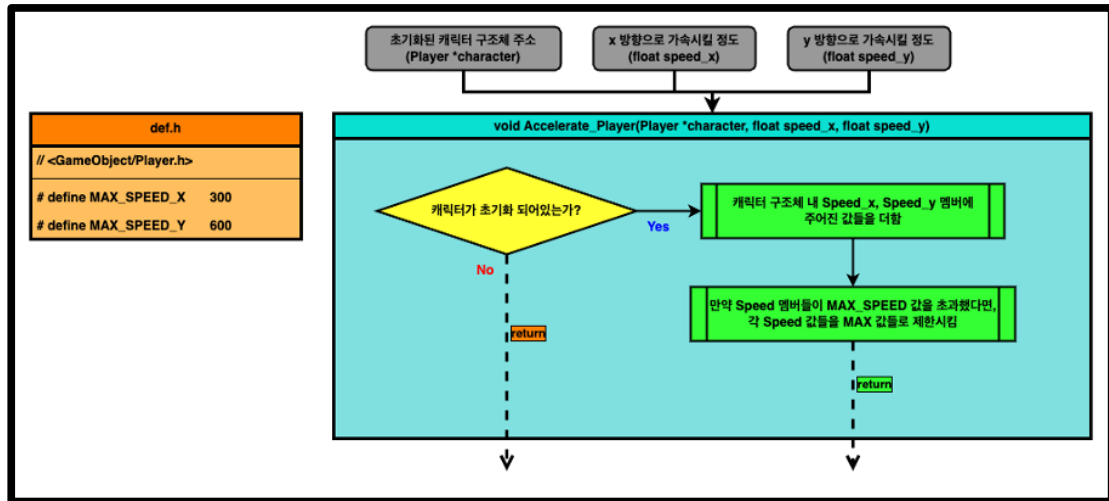 초기화된 캐릭터 구조체 주소
(Player *character)
x 방향으로 가속시킬 정도
(float speed_x)
y 방향으로 가속시킬 정도
(float speed_y)
def.h
// <GameObject/Player.h>
# define MAX_SPEED_X 300
# define MAX_SPEED_Y 600
void Accelerate_Player(Player *character, float speed_x, float speed_y)
캐릭터가 초기화 되어있는가?
Yes
캐릭터 구조체 내 Speed_x, Speed_y 멤버에
주어진 값들을 더함
No
만약 Speed 멤버들이 MAX_SPEED 값을 초과했다면,
각 Speed 값들을 MAX 값들로 제한시킴
return
return